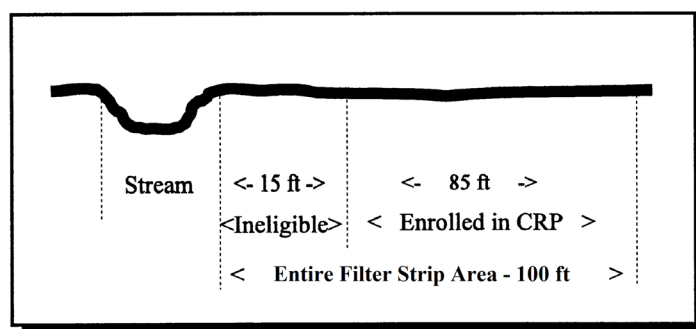 Stream <- 15 ft -> <- 85 ft ->
<Ineligible> < Enrolled in CRP >
< Entire Filter Strip Area - 100 ft >